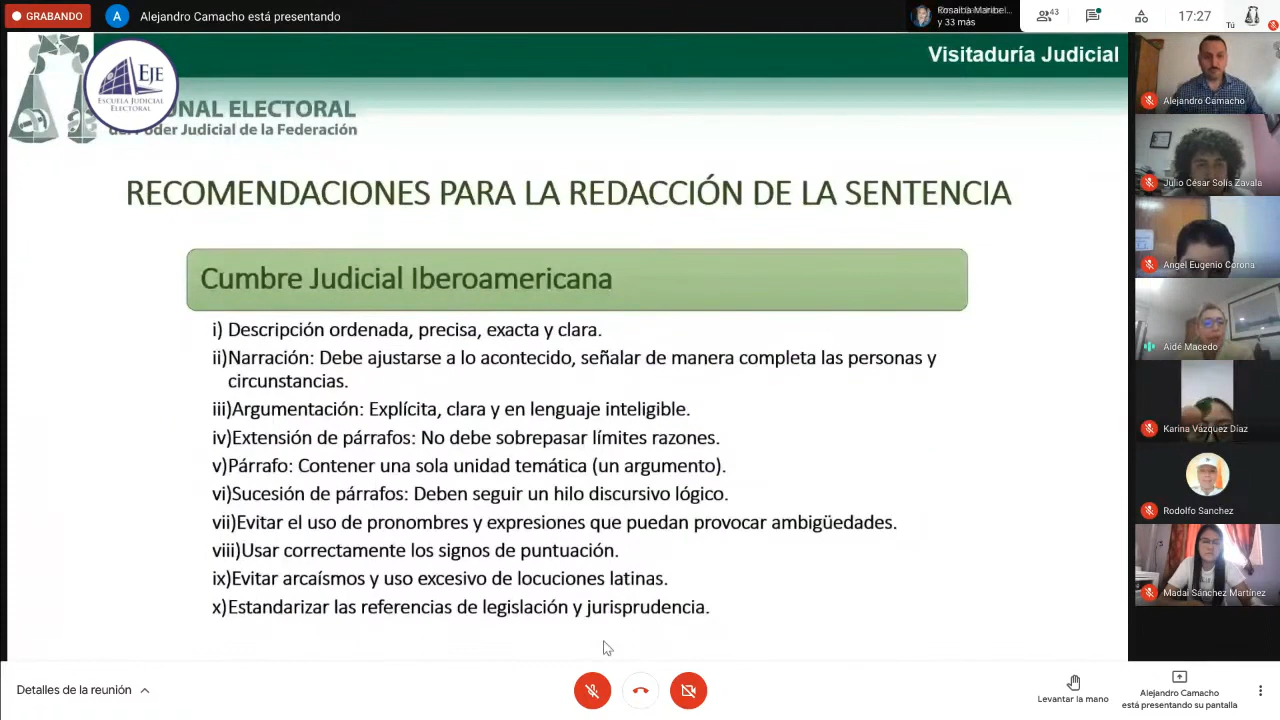 GRABANDO
A
Alejandro Camacho está presentando
y 33 más
43
17:27
Tú
Visitaduría Judicial
EJE
ESCUELA JUDICIAL
ELECTORAL
NAL ELECTORAL
Poder Judicial de la Federación
RECOMENDACIONES PARA LA REDACCIÓN DE LA SENTENCIA
Cumbre Judicial Iberoamericana
i) Descripción ordenada, precisa, exacta y clara.
ii)Narración: Debe ajustarse a lo acontecido, señalar de manera completa las personas y
circunstancias.
iii)Argumentación: Explícita, clara y en lenguaje inteligible.
iv)Extensión de párrafos: No debe sobrepasar límites razones.
v)Párrafo: Contener una sola unidad temática (un argumento).
vi)Sucesión de párrafos: Deben seguir un hilo discursivo lógico.
vii)Evitar el uso de pronombres y expresiones que puedan provocar ambigüedades.
viii)Usar correctamente los signos de puntuación.
ix)Evitar arcaísmos y uso excesivo de locuciones latinas.
x)Estandarizar las referencias de legislación y jurisprudencia.
Alejandro Camacho
Julio César Solís Zavala
Angel Eugenio Corona
Aidé Macedo
Karina Vázquez Díaz
Rodolfo Sanchez
Madai Sánchez Martínez
Detalles de la reunión
Levantar la mano
Alejandro Camacho
está presentando su pantalla